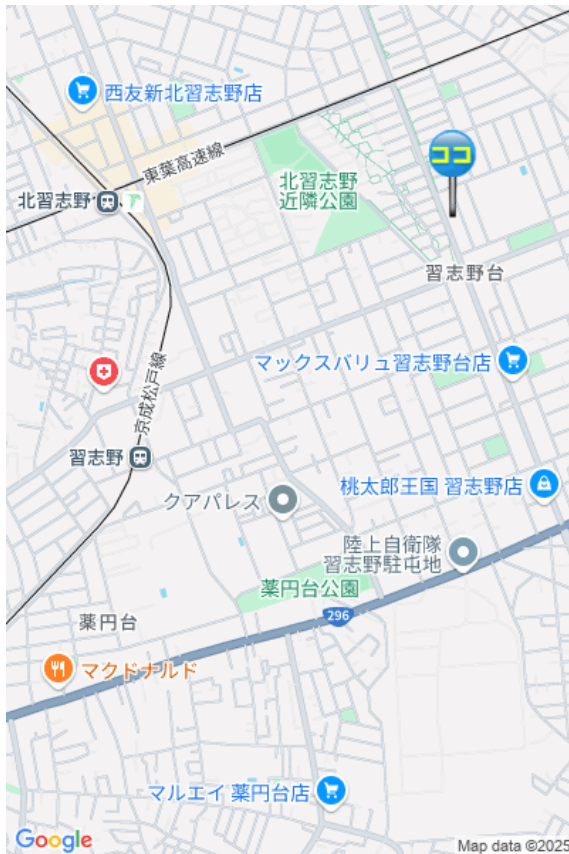 西友新北習志野店
ココ
東葉高速線
北習志野
北習志野
近隣公園
習志野台
マックスバリュ習志野台店
京成松戸線
習志野
桃太郎王国 習志野店
クアパレス
陸上自衛隊
習志野駐屯地
薬円台公園
296
薬円台
マクドナルド
マルエイ 薬円台店
Google
Map data ©2025